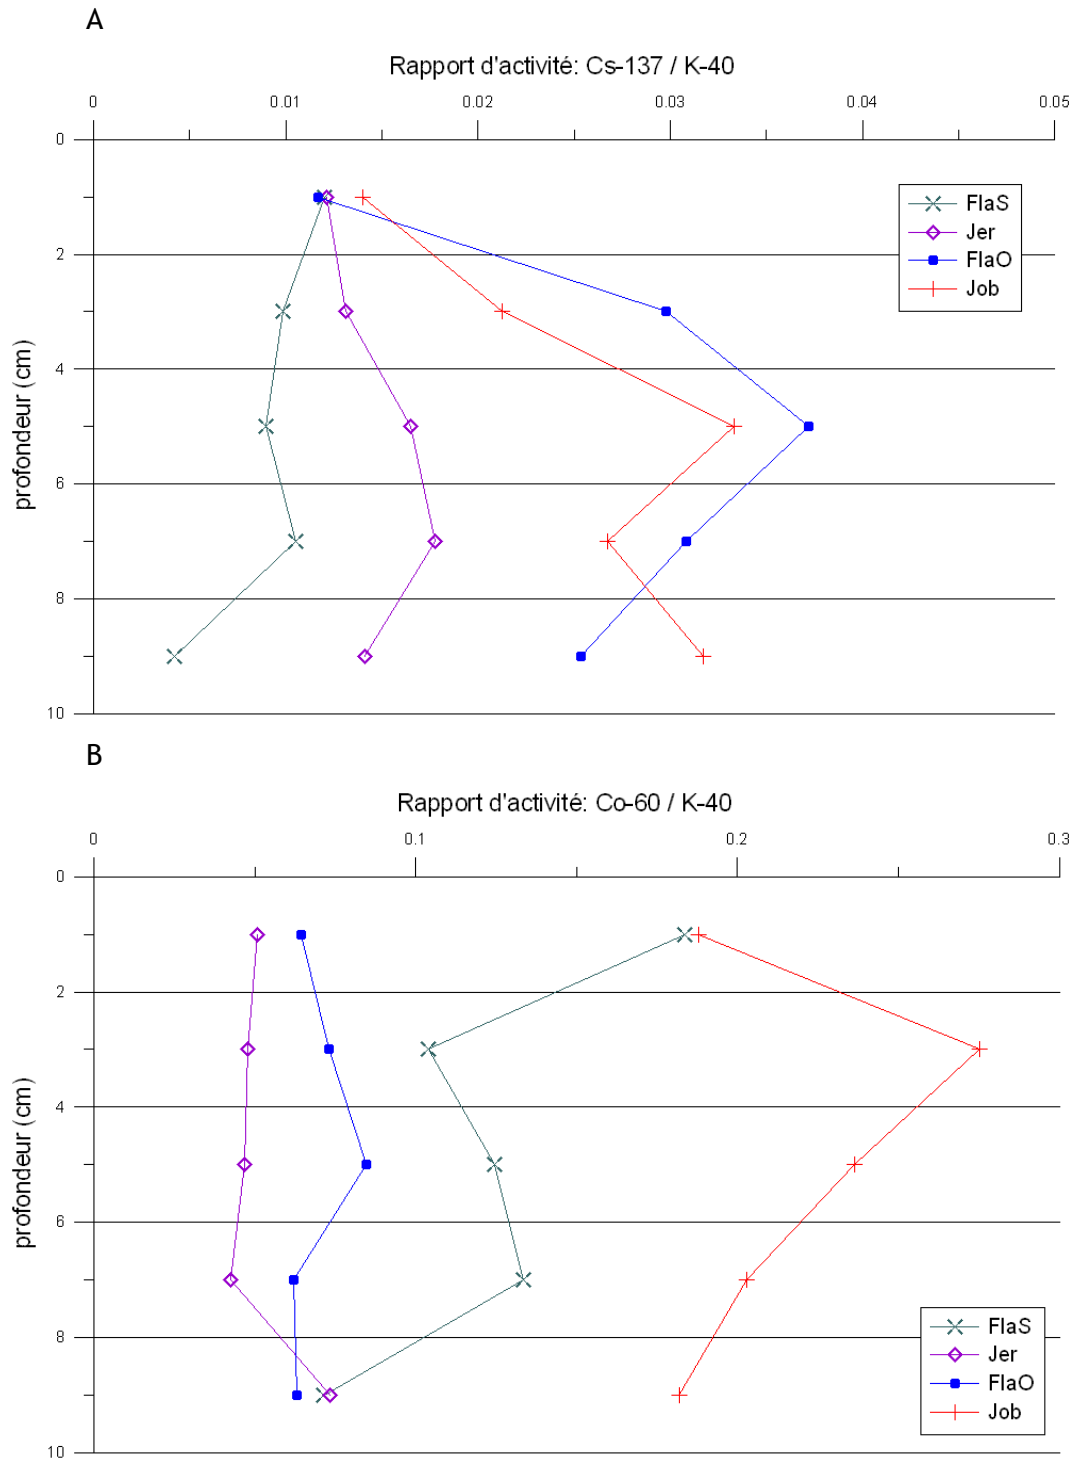 A
Rapport d'activité: Cs-137 / K-40
0 0.01 0.02 0.03 0.04 0.05
0
2
4
6
8
10
profondeur (cm)
FlaS
Jer
FlaO
Job
B
Rapport d'activité: Co-60 / K-40
0 0.1 0.2 0.3
0
2
4
6
8
10
profondeur (cm)
FlaS
Jer
FlaO
Job